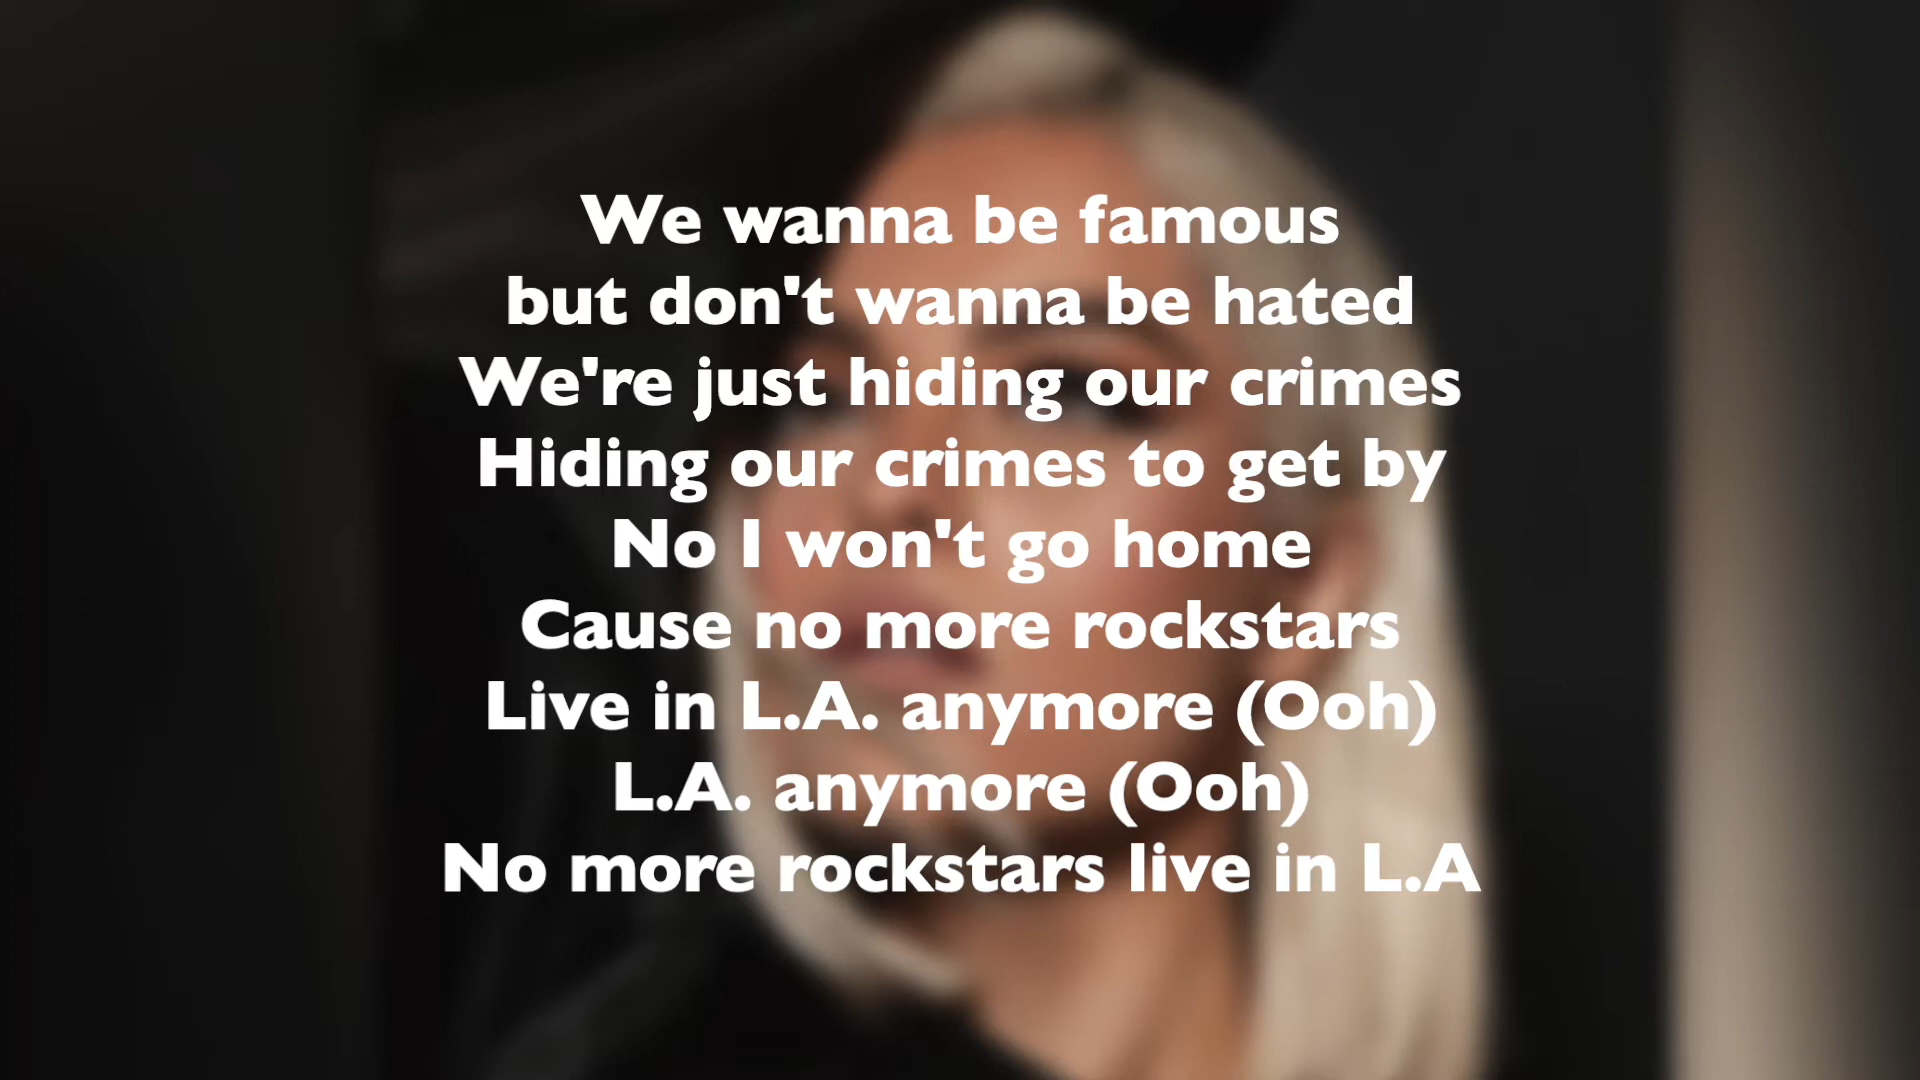 We wanna be famous
but don't wanna be hated
We're just hiding our crimes
Hiding our crimes to get by
No I won't go home
Cause no more rockstars
Live in L.A. anymore (Ooh)
L.A. anymore (Ooh)
No more rockstars live in L.A